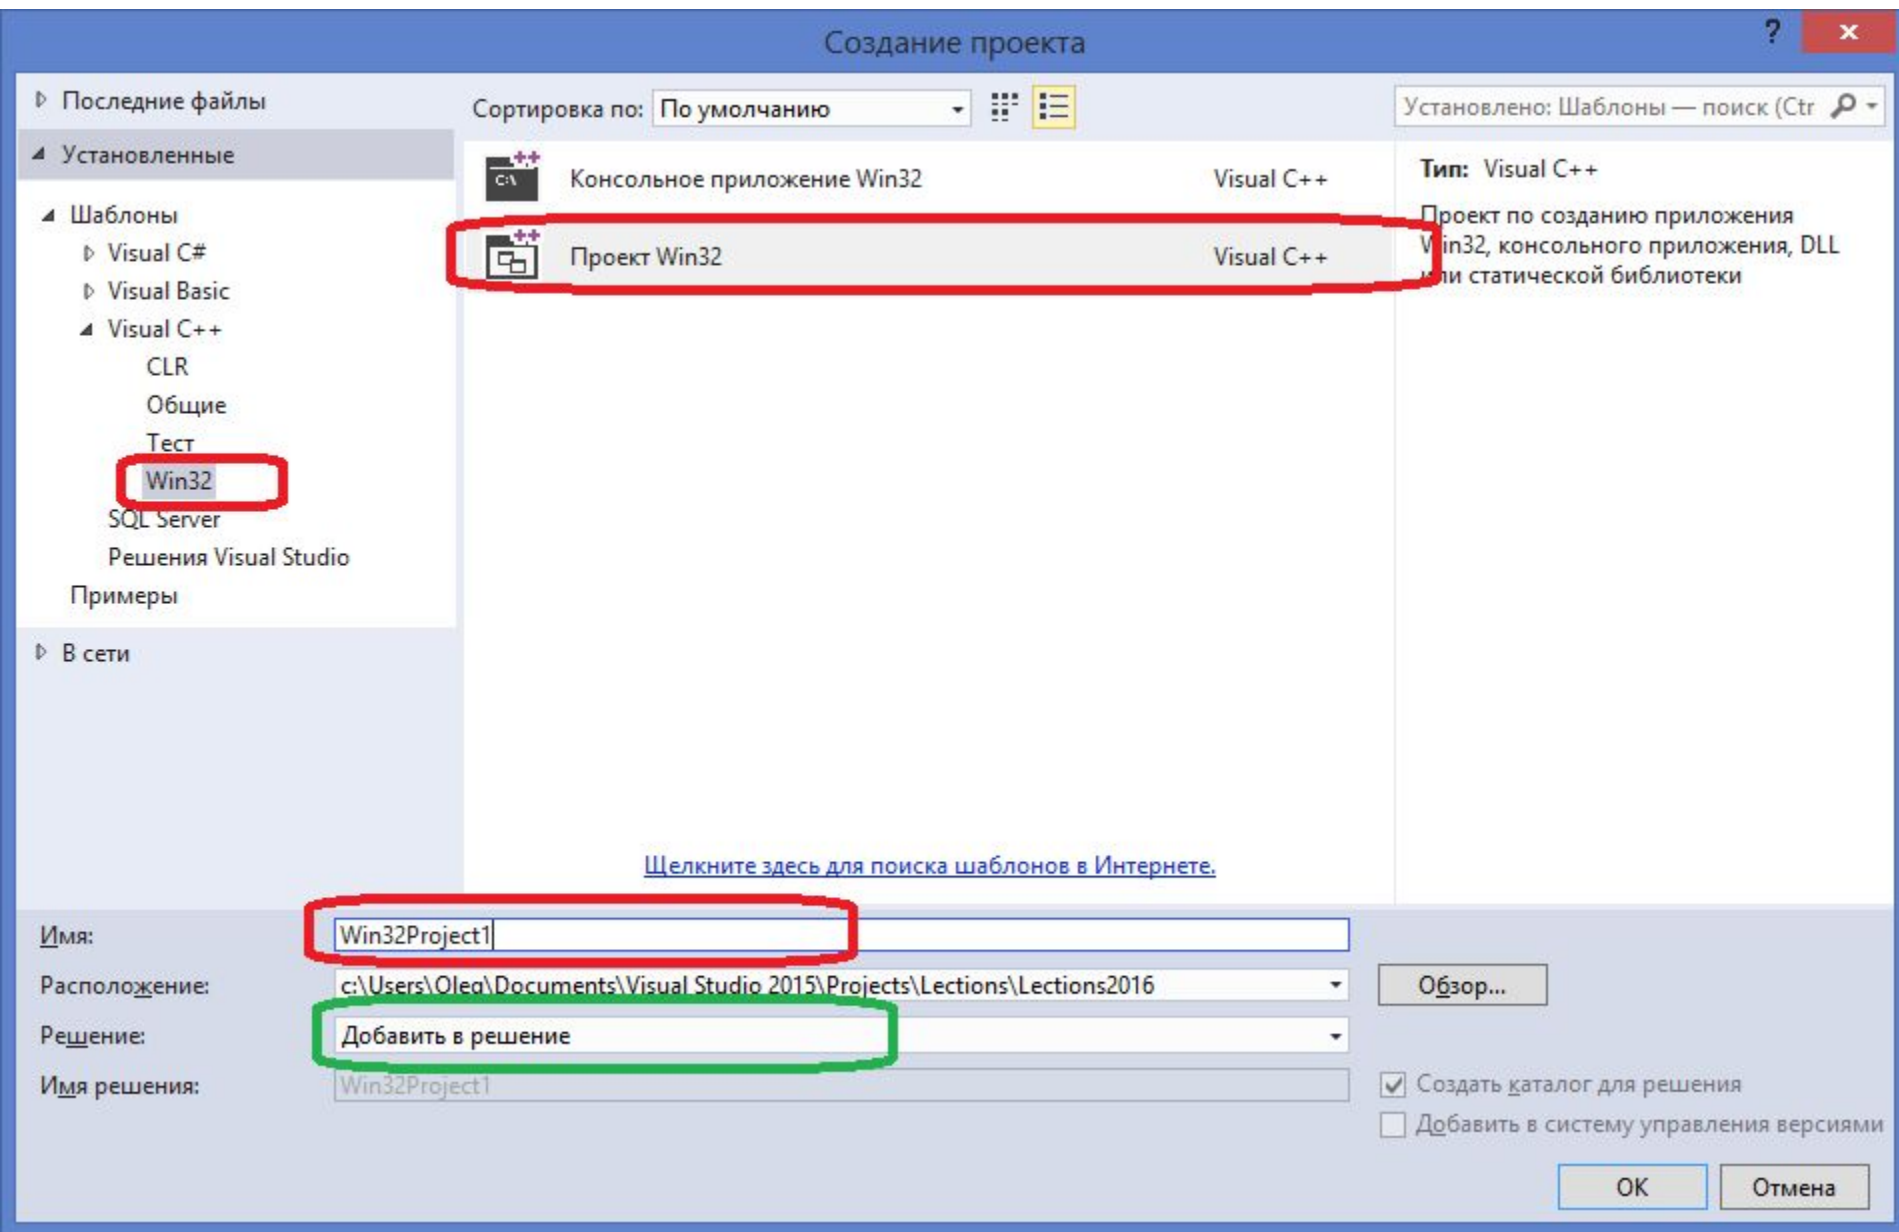 Создание проекта
?
Последние файлы
Установленные
Шаблоны
Visual C#
Visual Basic
Visual C++
CLR
Общие
Тест
Win32
SQL Server
Решения Visual Studio
Примеры
В сети
Сортировка по: По умолчанию
Консольное приложение Win32 Visual C++
Проект Win32 Visual C++
Щелкните здесь для поиска шаблонов в Интернете.
Установлено: Шаблоны — поиск (Ctr
Тип: Visual C++
Проект по созданию приложения
Win32, консольного приложения, DLL
или статической библиотеки
Имя: Win32Project1
Расположение: c:\Users\Oleg\Documents\Visual Studio 2015\Projects\Lections\Lections2016 Обзор...
Решение: Добавить в решение
Имя решения: Win32Project1
Создать каталог для решения
Добавить в систему управления версиями
OK Отмена